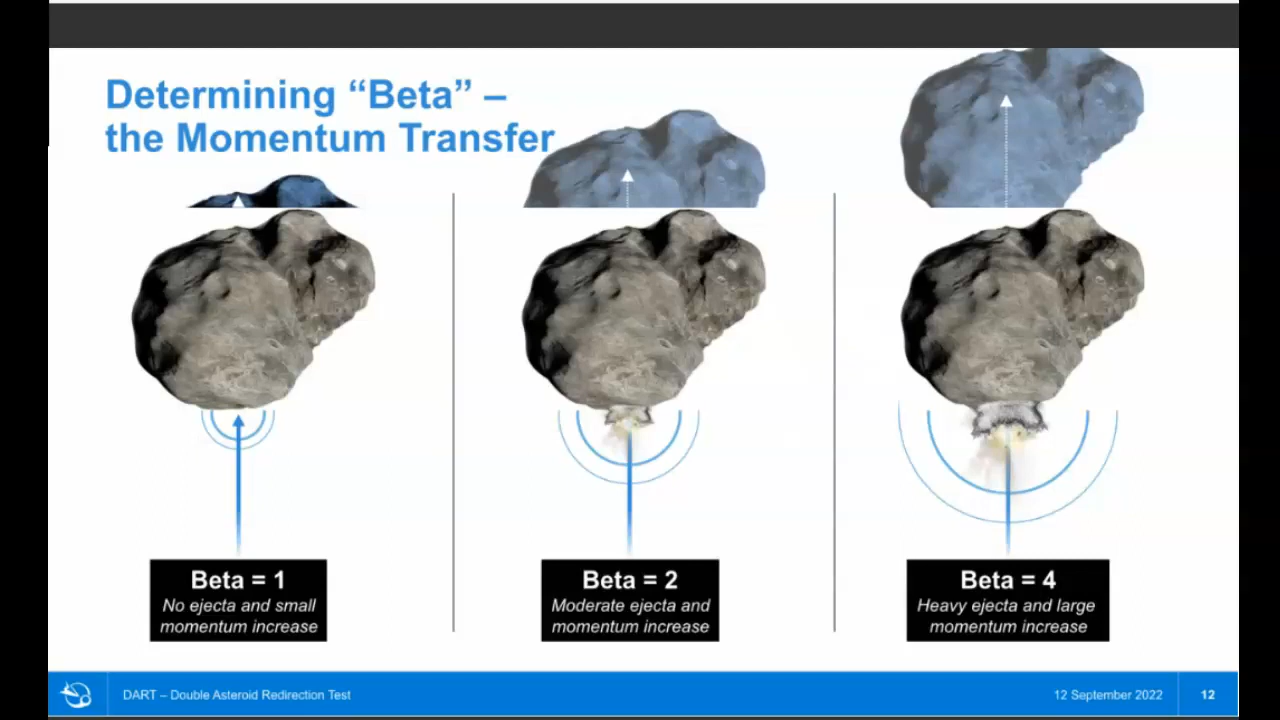 Determining “Beta” –
the Momentum Transfer
Beta = 1
No ejecta and small
momentum increase
Beta = 2
Moderate ejecta and
momentum increase
Beta = 4
Heavy ejecta and large
momentum increase
DART – Double Asteroid Redirection Test
12 September 2022
12